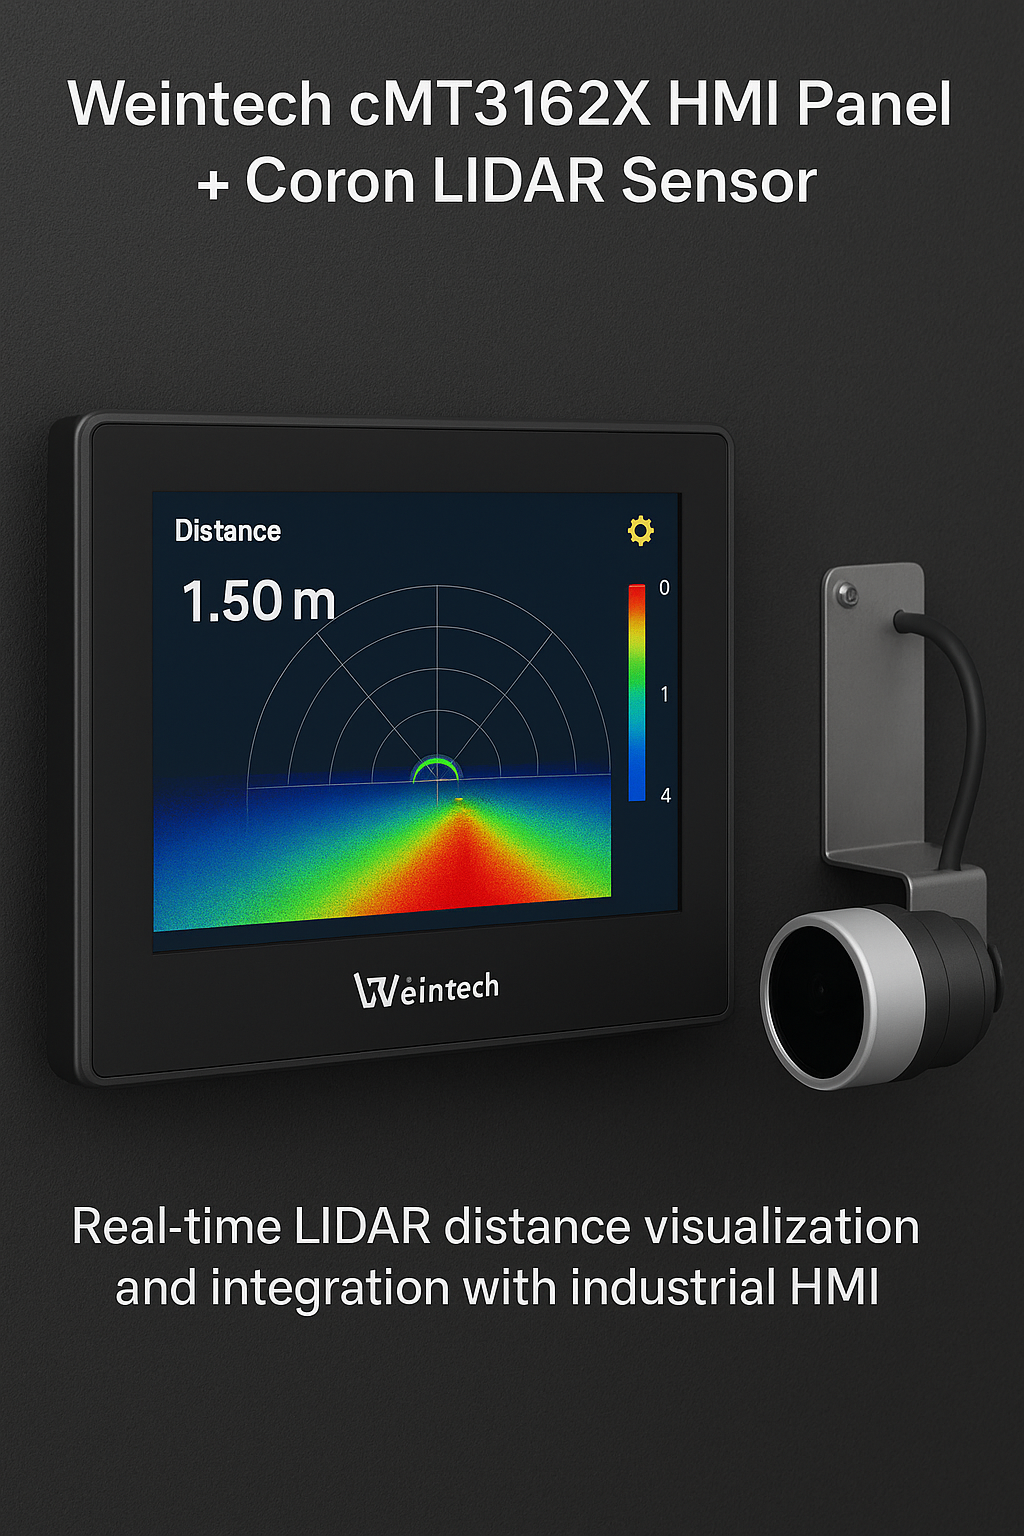 Weintech cMT3162X HMI Panel
+ Coron LIDAR Sensor
Distance
1.50 m
0
1
4
Weintech
Real-time LIDAR distance visualization
and integration with industrial HMI